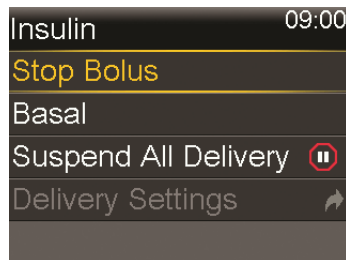 Insulin 09:00
Stop Bolus
Basal
Suspend All Delivery
Delivery Settings